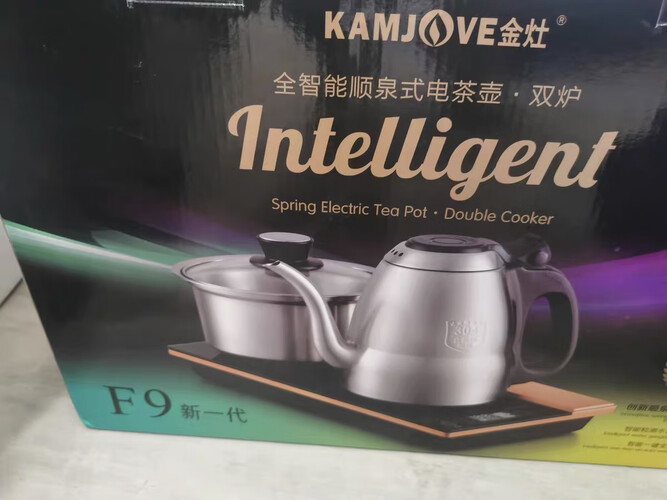 KAMJOVE金灶®
全智能顺泉式电茶壶·双炉
Intelligent
Spring Electric Tea Pot · Double Cooker
304
F9 新一代